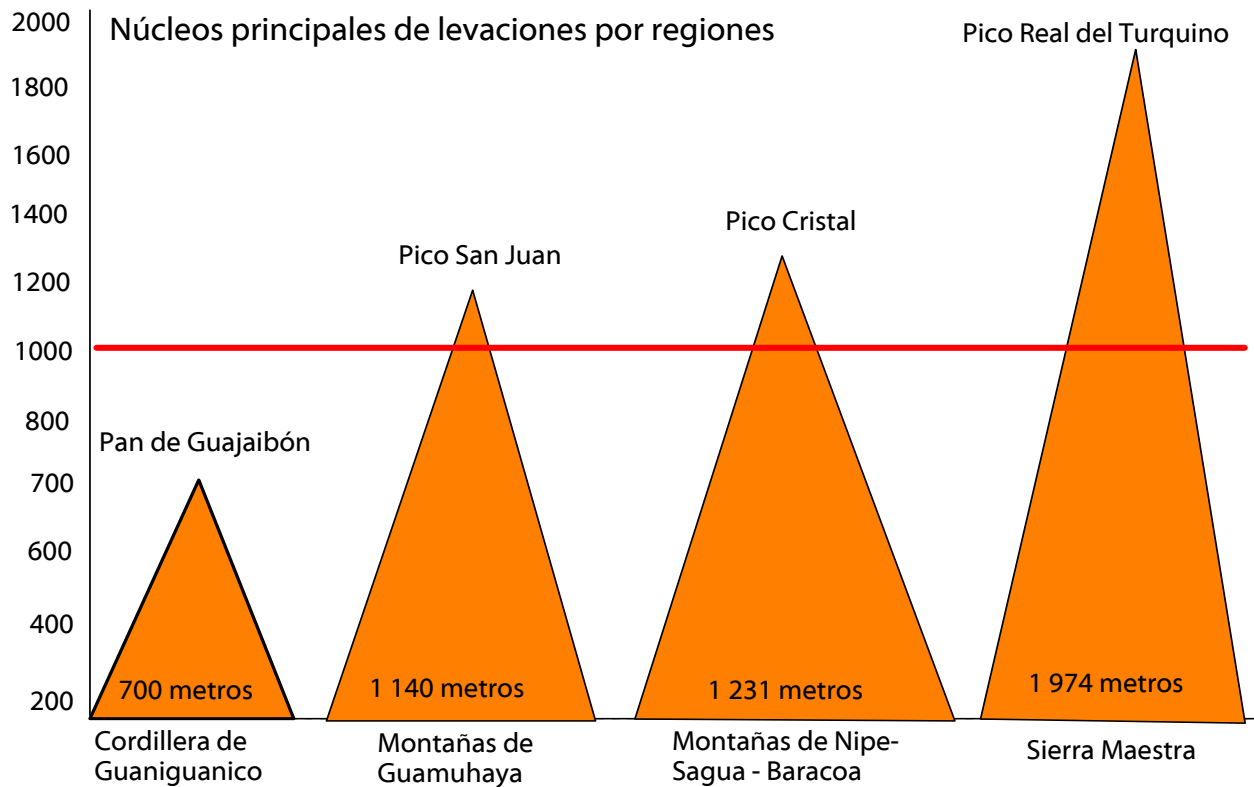 Núcleos principales de levaciones por regiones
2000
1800
1600
1400
1200
1000
800
700
600
400
200
Pan de Guajaibón
Pico San Juan
Pico Cristal
Pico Real del Turquino
700 metros
1 140 metros
1 231 metros
1 974 metros
Cordillera de
Guaniguanico
Montañas de
Guamuhaya
Montañas de Nipe-
Sagua - Baracoa
Sierra Maestra